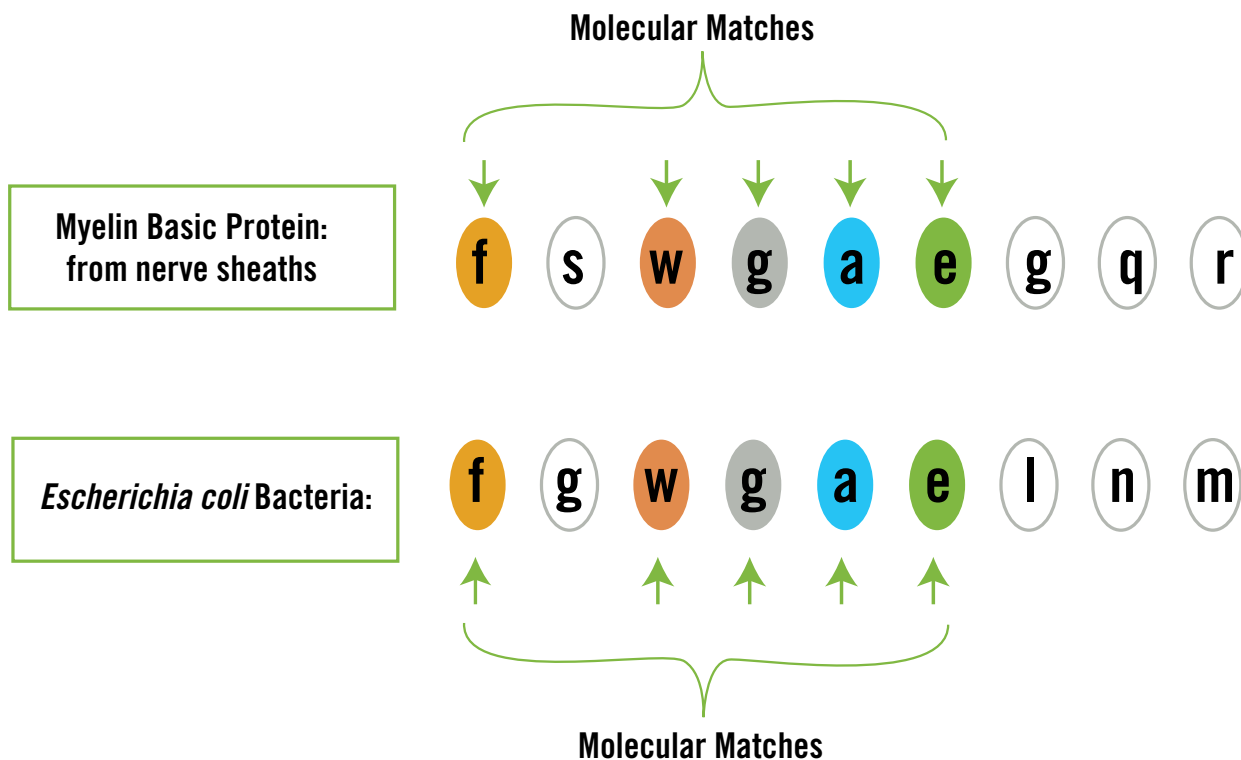 Molecular Matches
Myelin Basic Protein:
from nerve sheaths
f s w g a e g q r
Escherichia coli Bacteria:
f g w g a e l n m
Molecular Matches